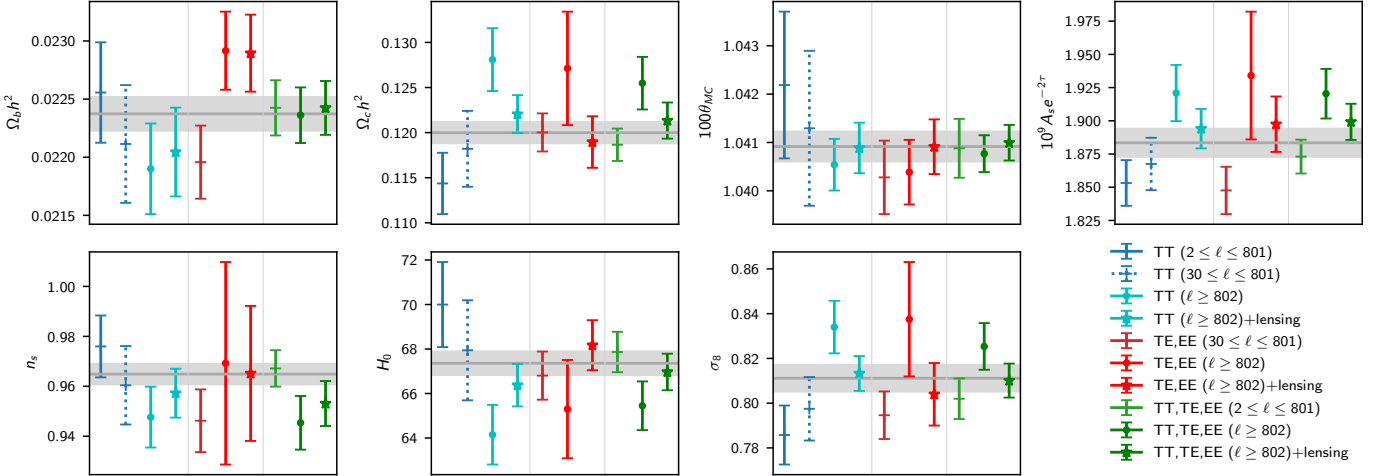 0.0230
0.0225
0.0220
0.0215
Ω_b h²
0.130
0.125
0.120
0.115
0.110
Ω_c h²
1.043
1.042
1.041
1.040
100θ_MC
1.975
1.950
1.925
1.900
1.875
1.850
1.825
10⁹ A_s e^{−2τ}
1.00
0.98
0.96
0.94
n_s
72
70
68
66
64
H_0
0.86
0.84
0.82
0.80
0.78
σ_8
TT (2 ≤ ℓ ≤ 801)
TT (30 ≤ ℓ ≤ 801)
TT (ℓ ≥ 802)
TT (ℓ ≥ 802)+lensing
TE,EE (30 ≤ ℓ ≤ 801)
TE,EE (ℓ ≥ 802)
TE,EE (ℓ ≥ 802)+lensing
TT,TE,EE (2 ≤ ℓ ≤ 801)
TT,TE,EE (ℓ ≥ 802)
TT,TE,EE (ℓ ≥ 802)+lensing